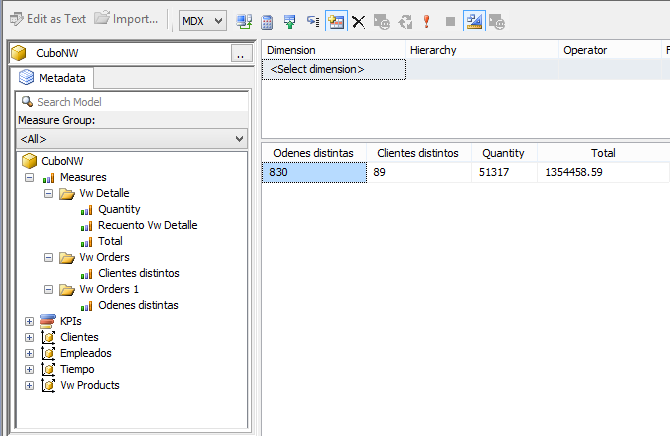 Edit as Text Import... MDX
CuboNW ..
Metadata
Search Model
Measure Group:
<All>
CuboNW
Measures
Vw Detalle
Quantity
Recuento Vw Detalle
Total
Vw Orders
Clientes distintos
Vw Orders 1
Odenes distintas
KPIs
Clientes
Empleados
Tiempo
Vw Products
Dimension Hierarchy Operator F
<Select dimension>
Odenes distintas Clientes distintos Quantity Total
830 89 51317 1354458.59